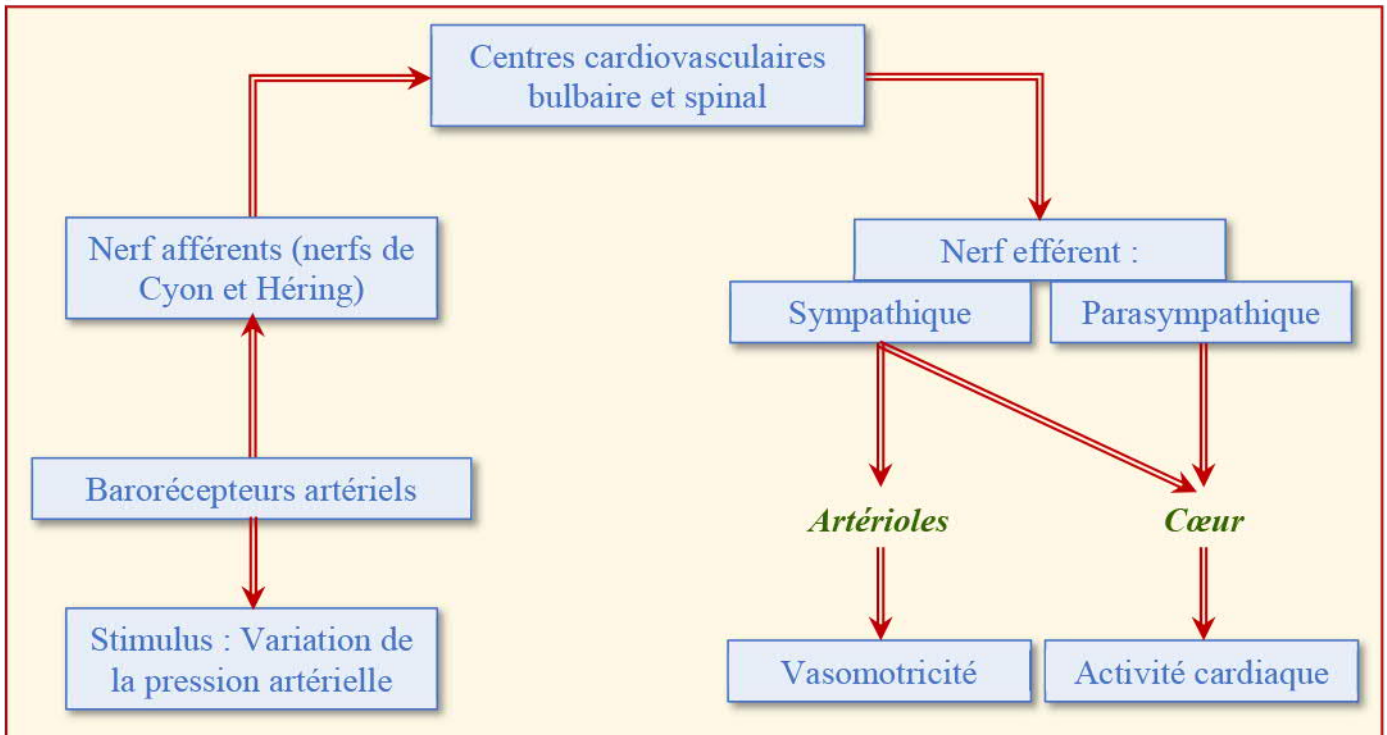 Centres cardiovasculaires
bulbaire et spinal
Nerf afférents (nerfs de
Cyon et Héring)
Nerf efférent :
Sympathique
Parasympathique
Barorécepteurs artériels
Artérioles
Cœur
Stimulus : Variation de
la pression artérielle
Vasomotricité
Activité cardiaque